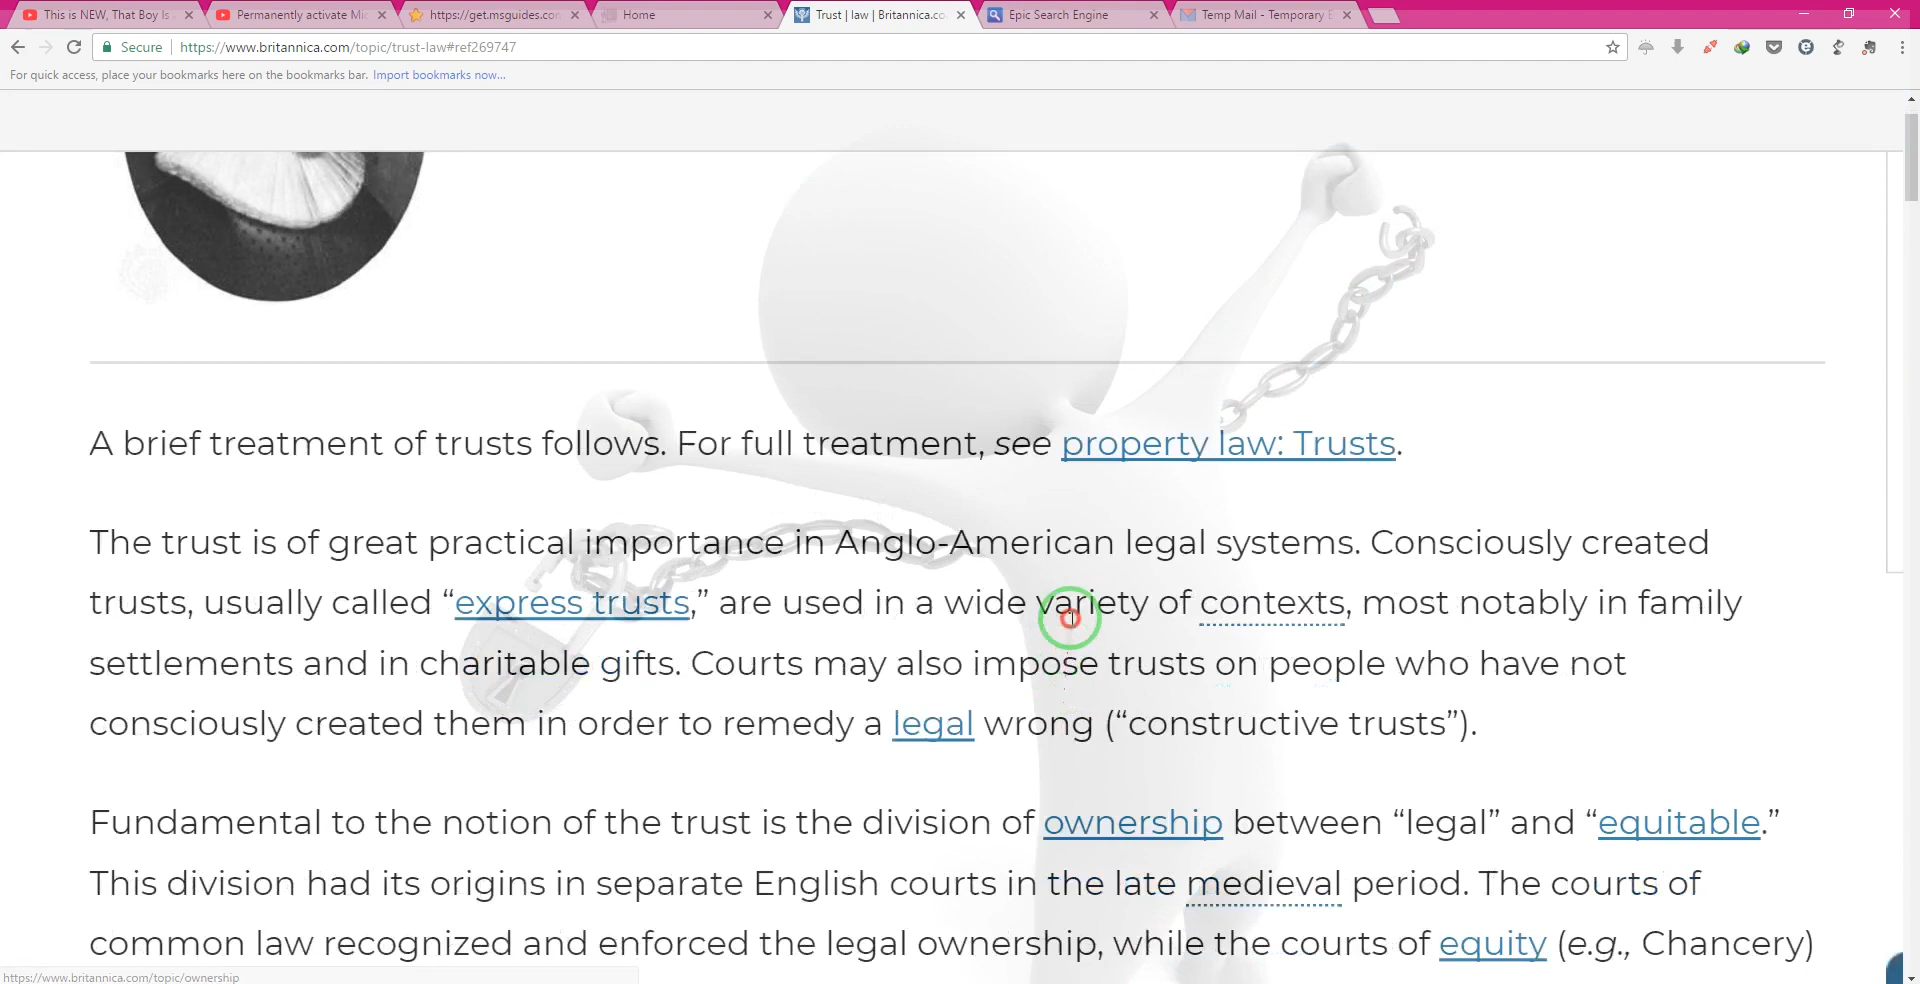 This is NEW, That Boy Is
Permanently activate Mi
https://get.msguides.con
Home
Trust | law | Britannica.co
Epic Search Engine
Temp Mail - Temporary E
Secure
https://www.britannica.com/topic/trust-law#ref269747
For quick access, place your bookmarks here on the bookmarks bar. Import bookmarks now...
A brief treatment of trusts follows. For full treatment, see property law: Trusts.
The trust is of great practical importance in Anglo-American legal systems. Consciously created
trusts, usually called “express trusts,” are used in a wide variety of contexts, most notably in family
settlements and in charitable gifts. Courts may also impose trusts on people who have not
consciously created them in order to remedy a legal wrong (“constructive trusts”).
Fundamental to the notion of the trust is the division of ownership between “legal” and “equitable.”
This division had its origins in separate English courts in the late medieval period. The courts of
common law recognized and enforced the legal ownership, while the courts of equity (e.g., Chancery)
https://www.britannica.com/topic/ownership